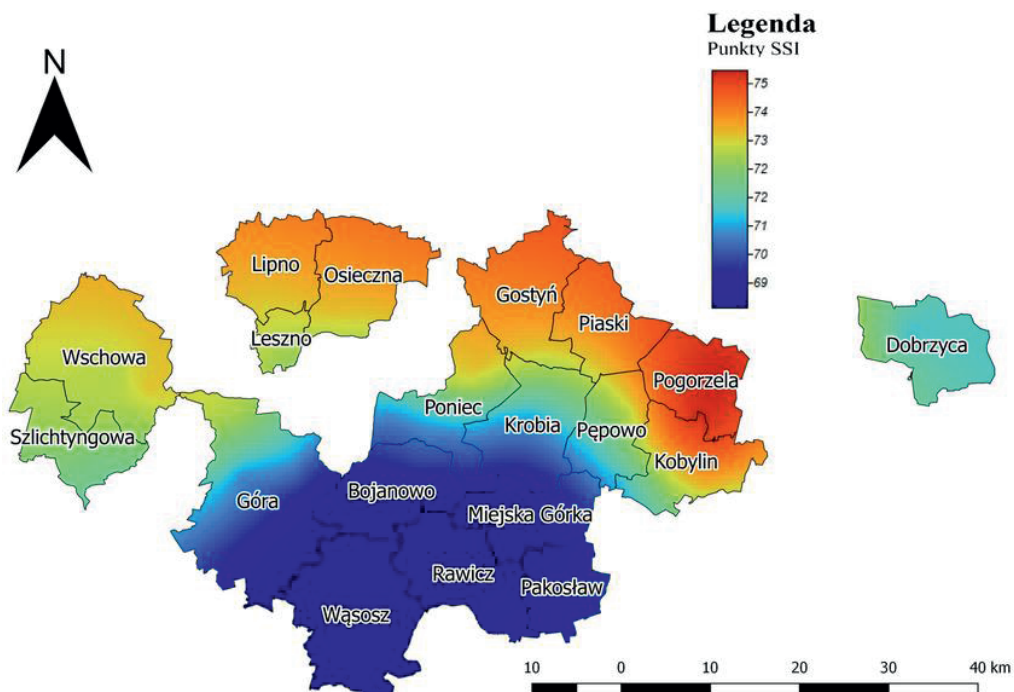 Legenda
Punkty SSI
75
74
73
72
72
71
70
69
N
Lipno
Osieczna
Gostyń
Piaski
Leszno
Dobrzyca
Wschowa
Pogorzela
Poniec
Krobia
Pępowo
Szlichtyngowa
Kobylin
Góra
Bojanowo
Miejska Górka
Rawicz
Pakosław
Wąsosz
10 0 10 20 30 40 km